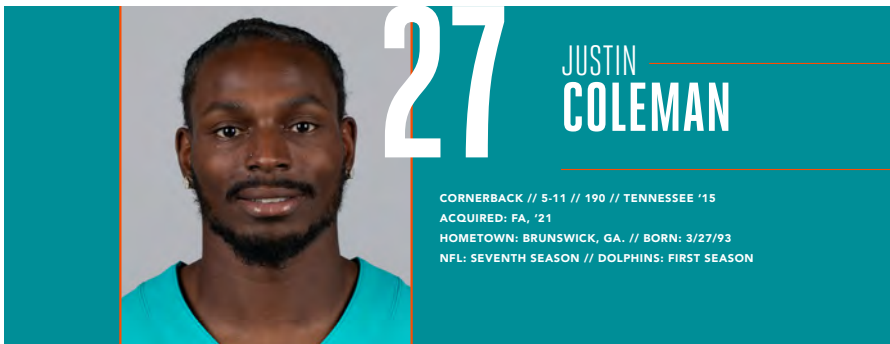 27
JUSTIN
COLEMAN
CORNERBACK // 5-11 // 190 // TENNESSEE ’15
ACQUIRED: FA, ’21
HOMETOWN: BRUNSWICK, GA. // BORN: 3/27/93
NFL: SEVENTH SEASON // DOLPHINS: FIRST SEASON